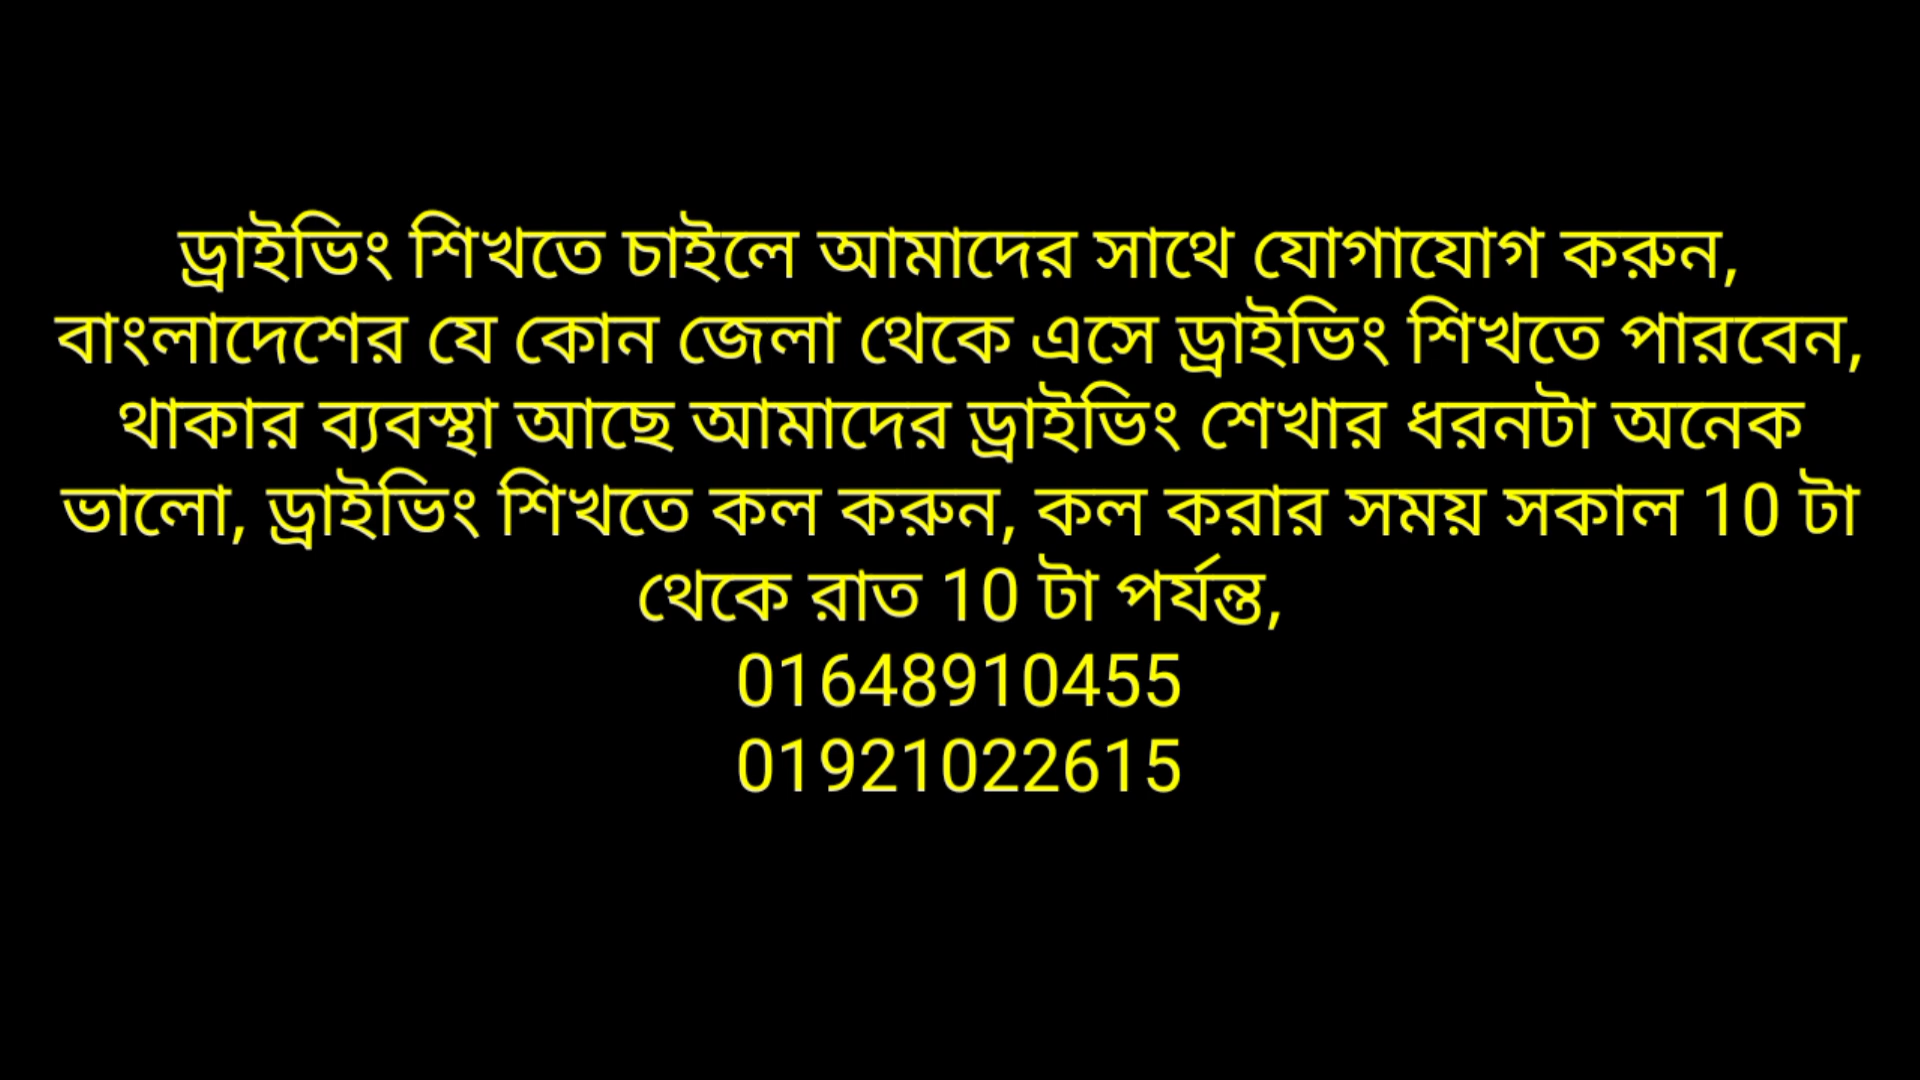 ড্রাইভিং শিখতে চাইলে আমাদের সাথে যোগাযোগ করুন,
বাংলাদেশের যে কোন জেলা থেকে এসে ড্রাইভিং শিখতে পারবেন,
থাকার ব্যবস্থা আছে আমাদের ড্রাইভিং শেখার ধরনটা অনেক
ভালো, ড্রাইভিং শিখতে কল করুন, কল করার সময় সকাল 10 টা
থেকে রাত 10 টা পর্যন্ত,
01648910455
01921022615